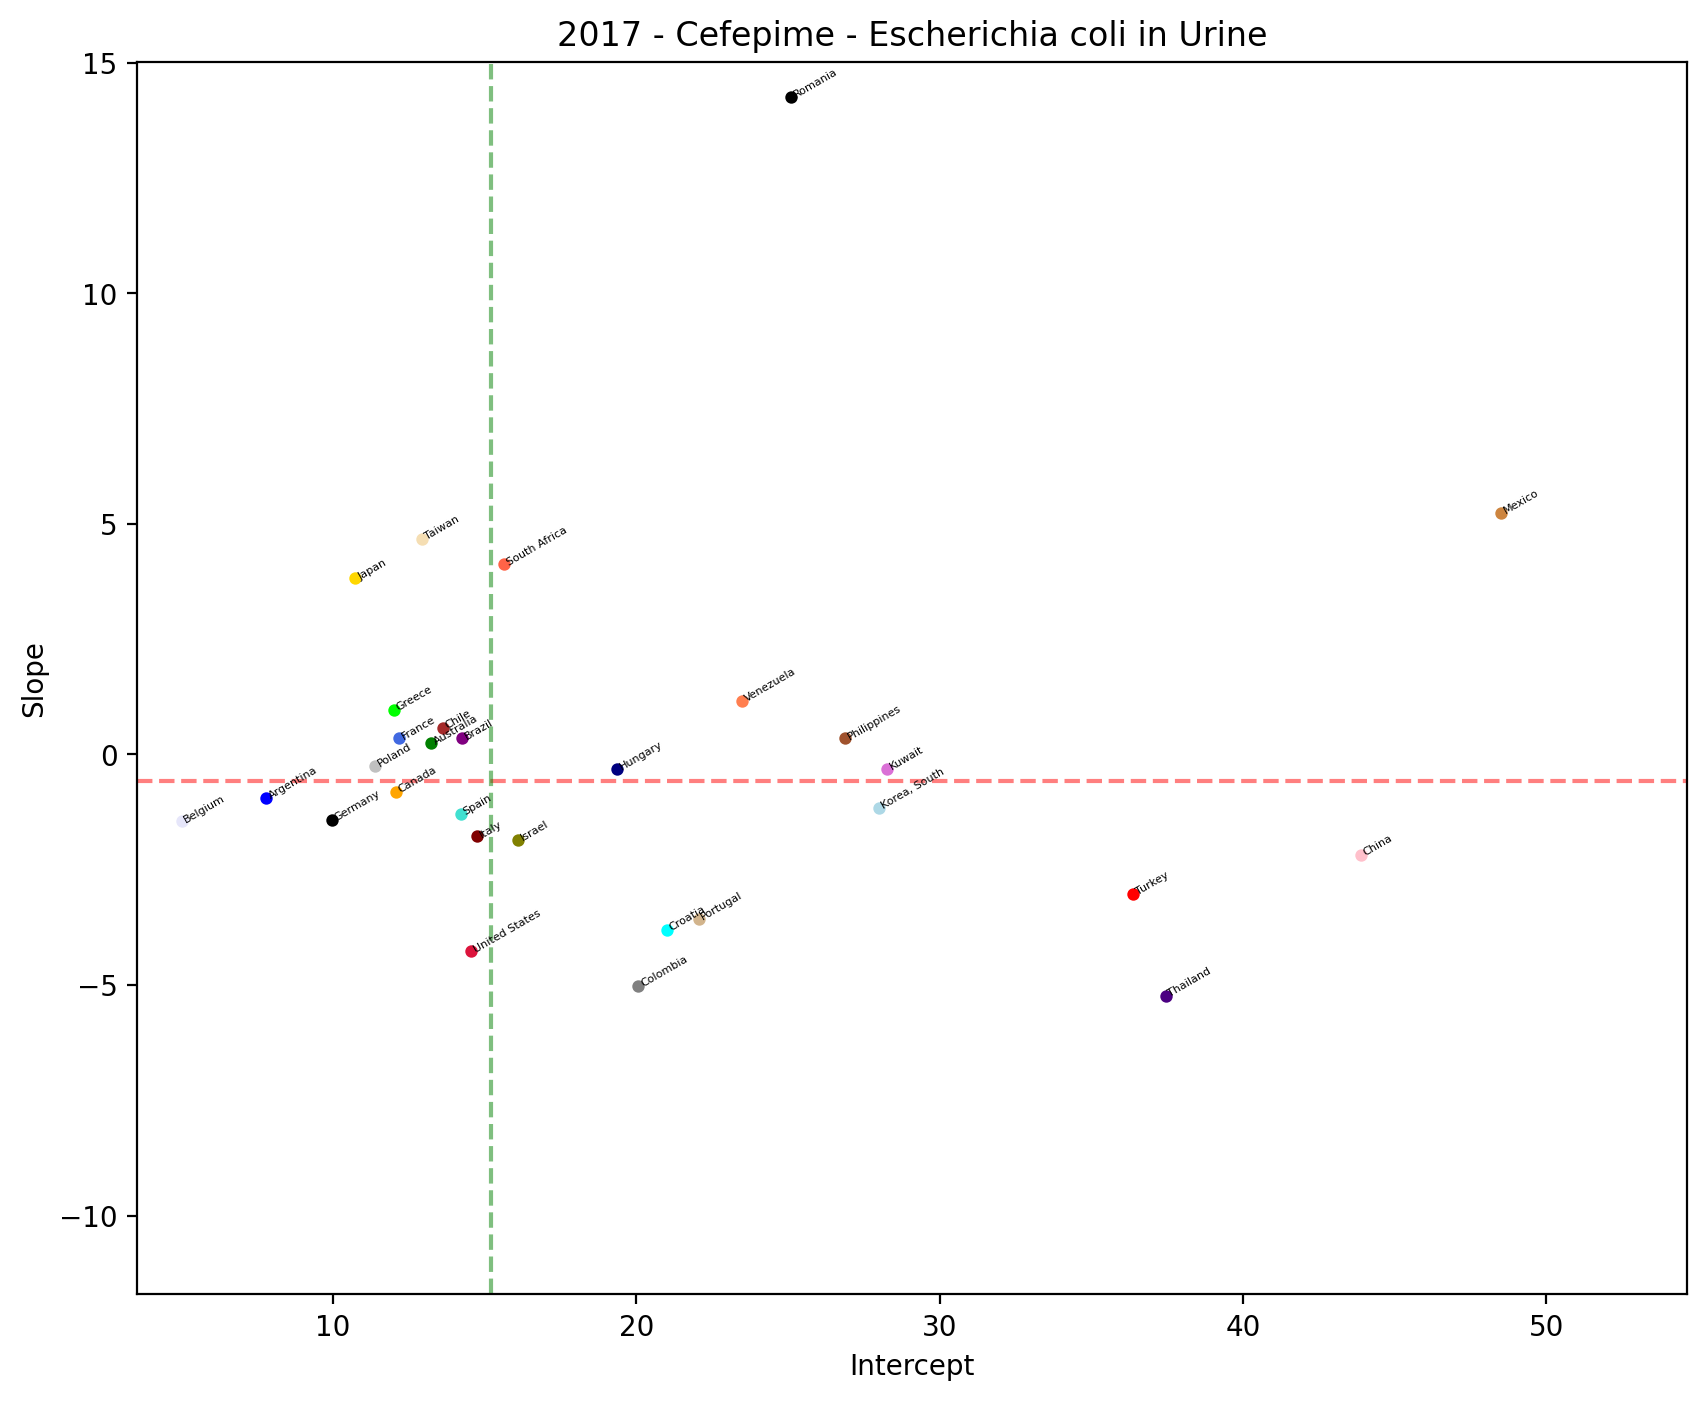 2017 - Cefepime - Escherichia coli in Urine
15
Romania
10
Mexico
5
Taiwan
South Africa
Japan
Slope
Venezuela
Greece
Chile
France
Australia
Brazil
Philippines
0
Poland
Hungary
Kuwait
Argentina
Canada
Korea, South
Belgium
Germany
Spain
Italy
Israel
China
Turkey
Croatia
Portugal
United States
Colombia
−5
Thailand
−10
10
20
30
40
50
Intercept